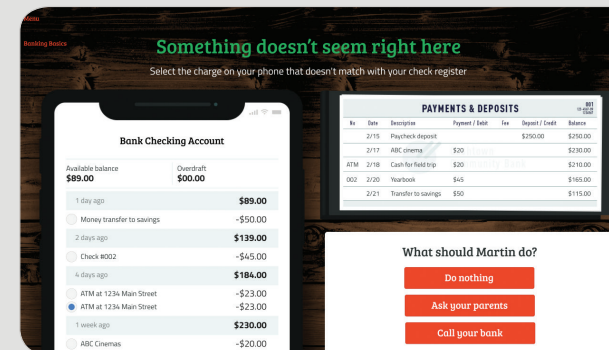 Menu
Banking Basics
Something doesn't seem right here
Select the charge on your phone that doesn't match with your check register
Bank Checking Account
Available balance
$89.00
Overdraft
$00.00
1 day ago $89.00
Money transfer to savings -$50.00
2 days ago $139.00
Check #002 -$45.00
4 days ago $184.00
ATM at 1234 Main Street -$23.00
ATM at 1234 Main Street -$23.00
1 week ago $230.00
ABC Cinemas -$20.00
PAYMENTS & DEPOSITS
001
No Date Description Payment / Debit Fee Deposit / Credit Balance
2/15 Paycheck deposit $250.00 $250.00
2/17 ABC cinema $20 $230.00
ATM 2/18 Cash for field trip $20 $210.00
002 2/20 Yearbook $45 $165.00
2/21 Transfer to savings $50 $115.00
What should Martin do?
Do nothing
Ask your parents
Call your bank